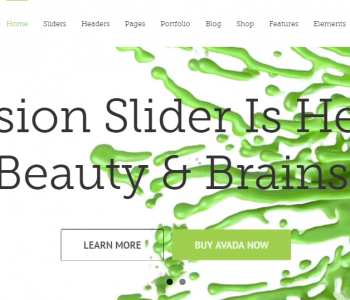 Home Sliders Headers Pages Portfolio Blog Shop Features Elements
sion Slider Is He
Beauty & Brains
LEARN MORE BUY AVADA NOW